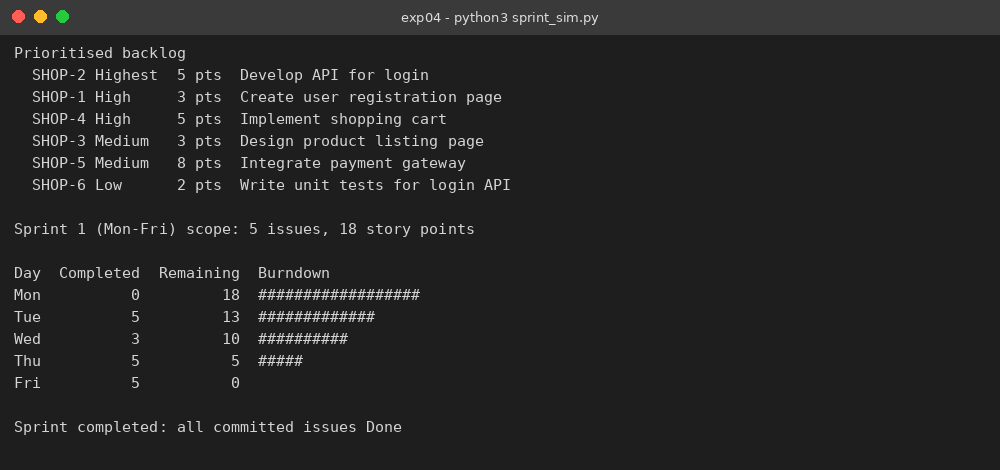 exp04 - python3 sprint_sim.py
Prioritised backlog
  SHOP-2 Highest  5 pts  Develop API for login
  SHOP-1 High     3 pts  Create user registration page
  SHOP-4 High     5 pts  Implement shopping cart
  SHOP-3 Medium   3 pts  Design product listing page
  SHOP-5 Medium   8 pts  Integrate payment gateway
  SHOP-6 Low      2 pts  Write unit tests for login API

Sprint 1 (Mon-Fri) scope: 5 issues, 18 story points

Day  Completed  Remaining  Burndown
Mon          0         18  ##################
Tue          5         13  #############
Wed          3         10  ##########
Thu          5          5  #####
Fri          5          0

Sprint completed: all committed issues Done